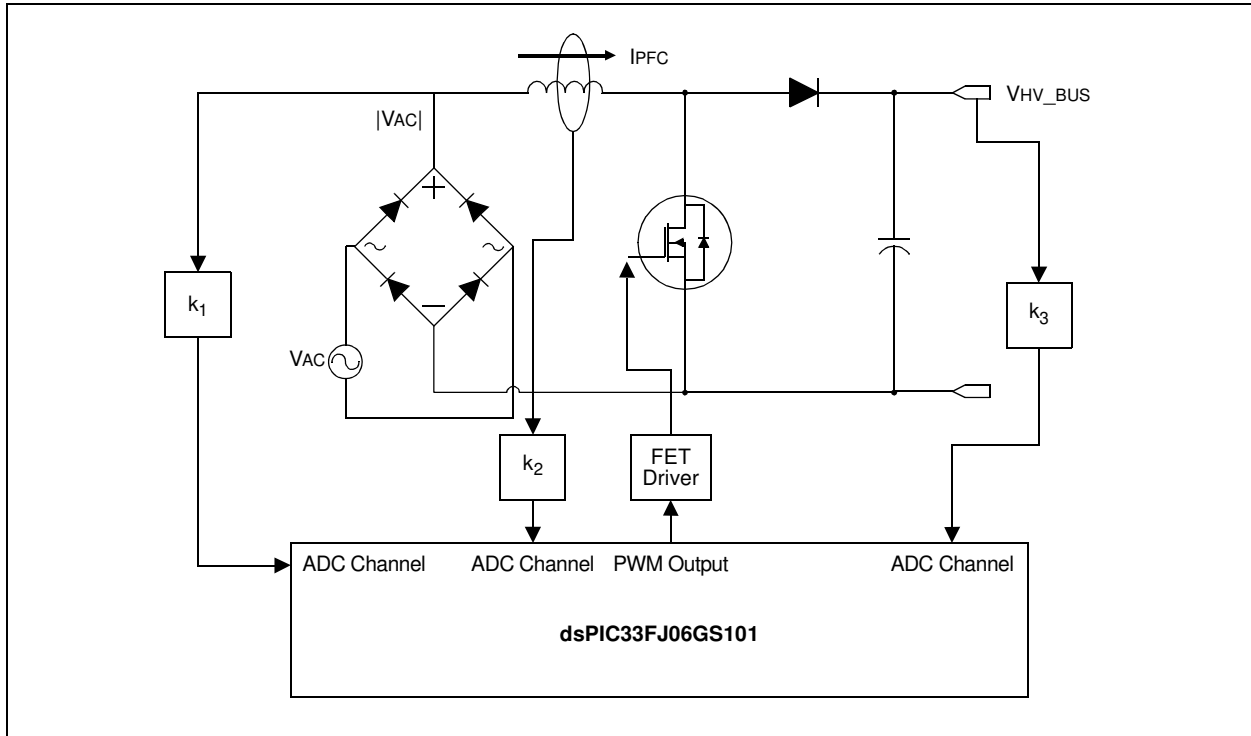 IPFC
VHV_BUS
|VAC|
k1
k3
VAC
k2
FET
Driver
ADC Channel ADC Channel PWM Output ADC Channel
dsPIC33FJ06GS101